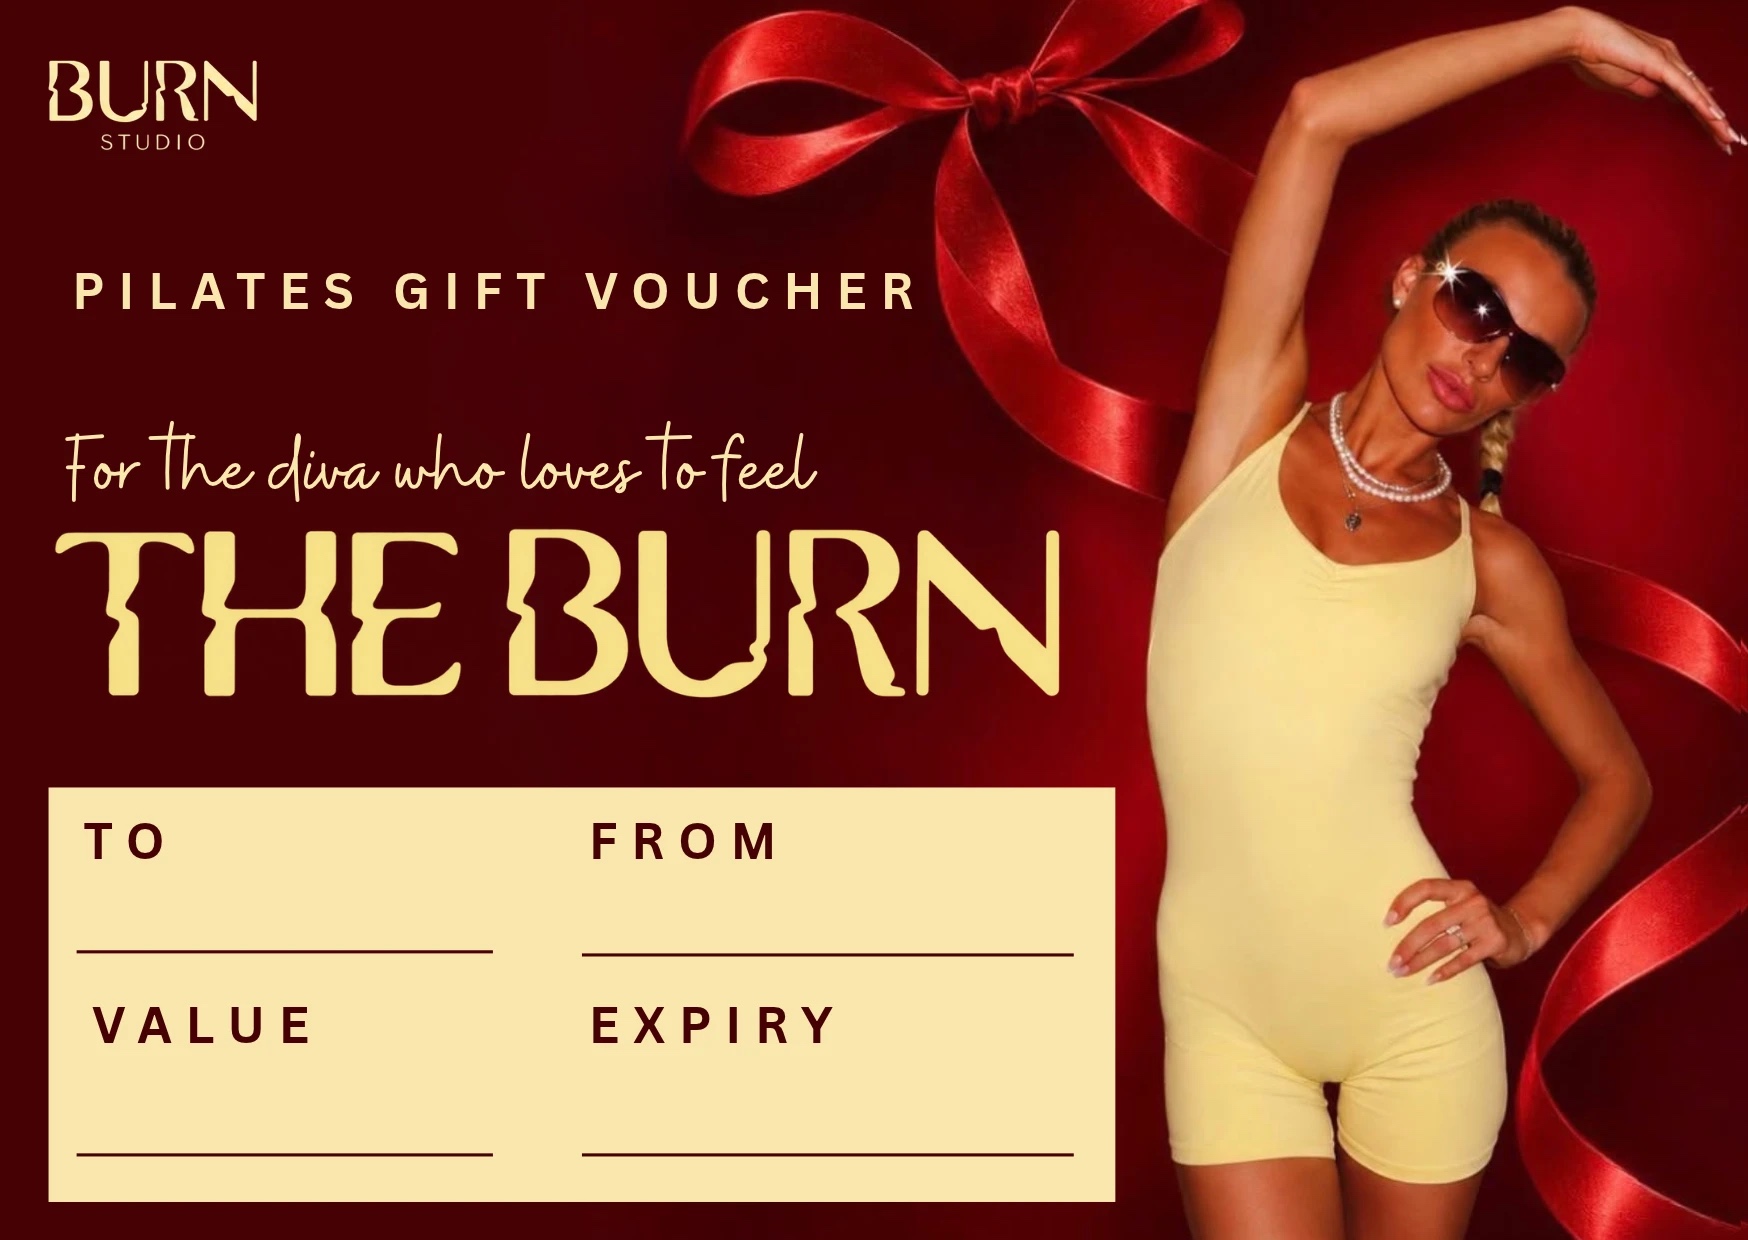 BURN
STUDIO
PILATES GIFT VOUCHER
For the diva who loves to feel
THE BURN
TO
FROM
VALUE
EXPIRY